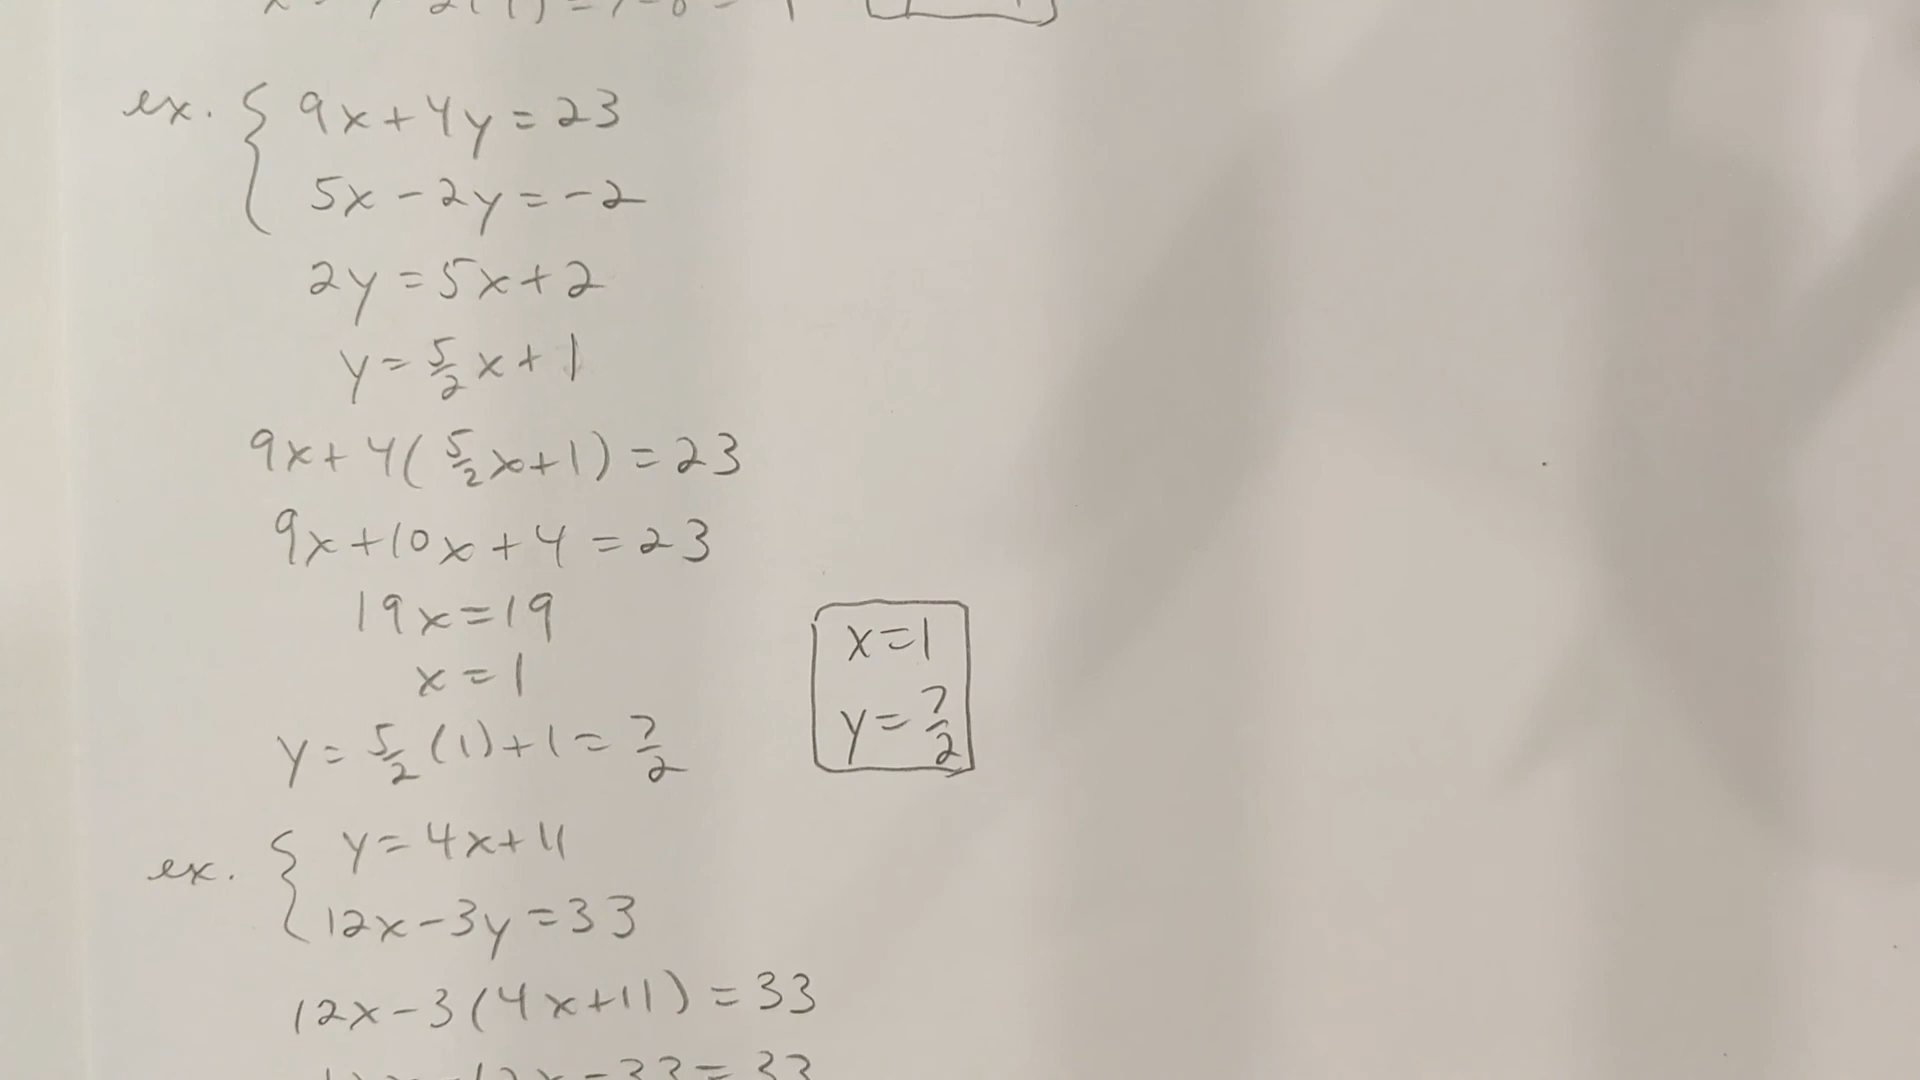 ex. { 9x+4y=23
5x-2y=-2
2y=5x+2
y=5/2x+1
9x+4(5/2x+1)=23
9x+10x+4=23
19x=19
x=1
y=5/2(1)+1=7/2
x=1
y=7/2
ex. { y=4x+11
12x-3y=33
12x-3(4x+11)=33